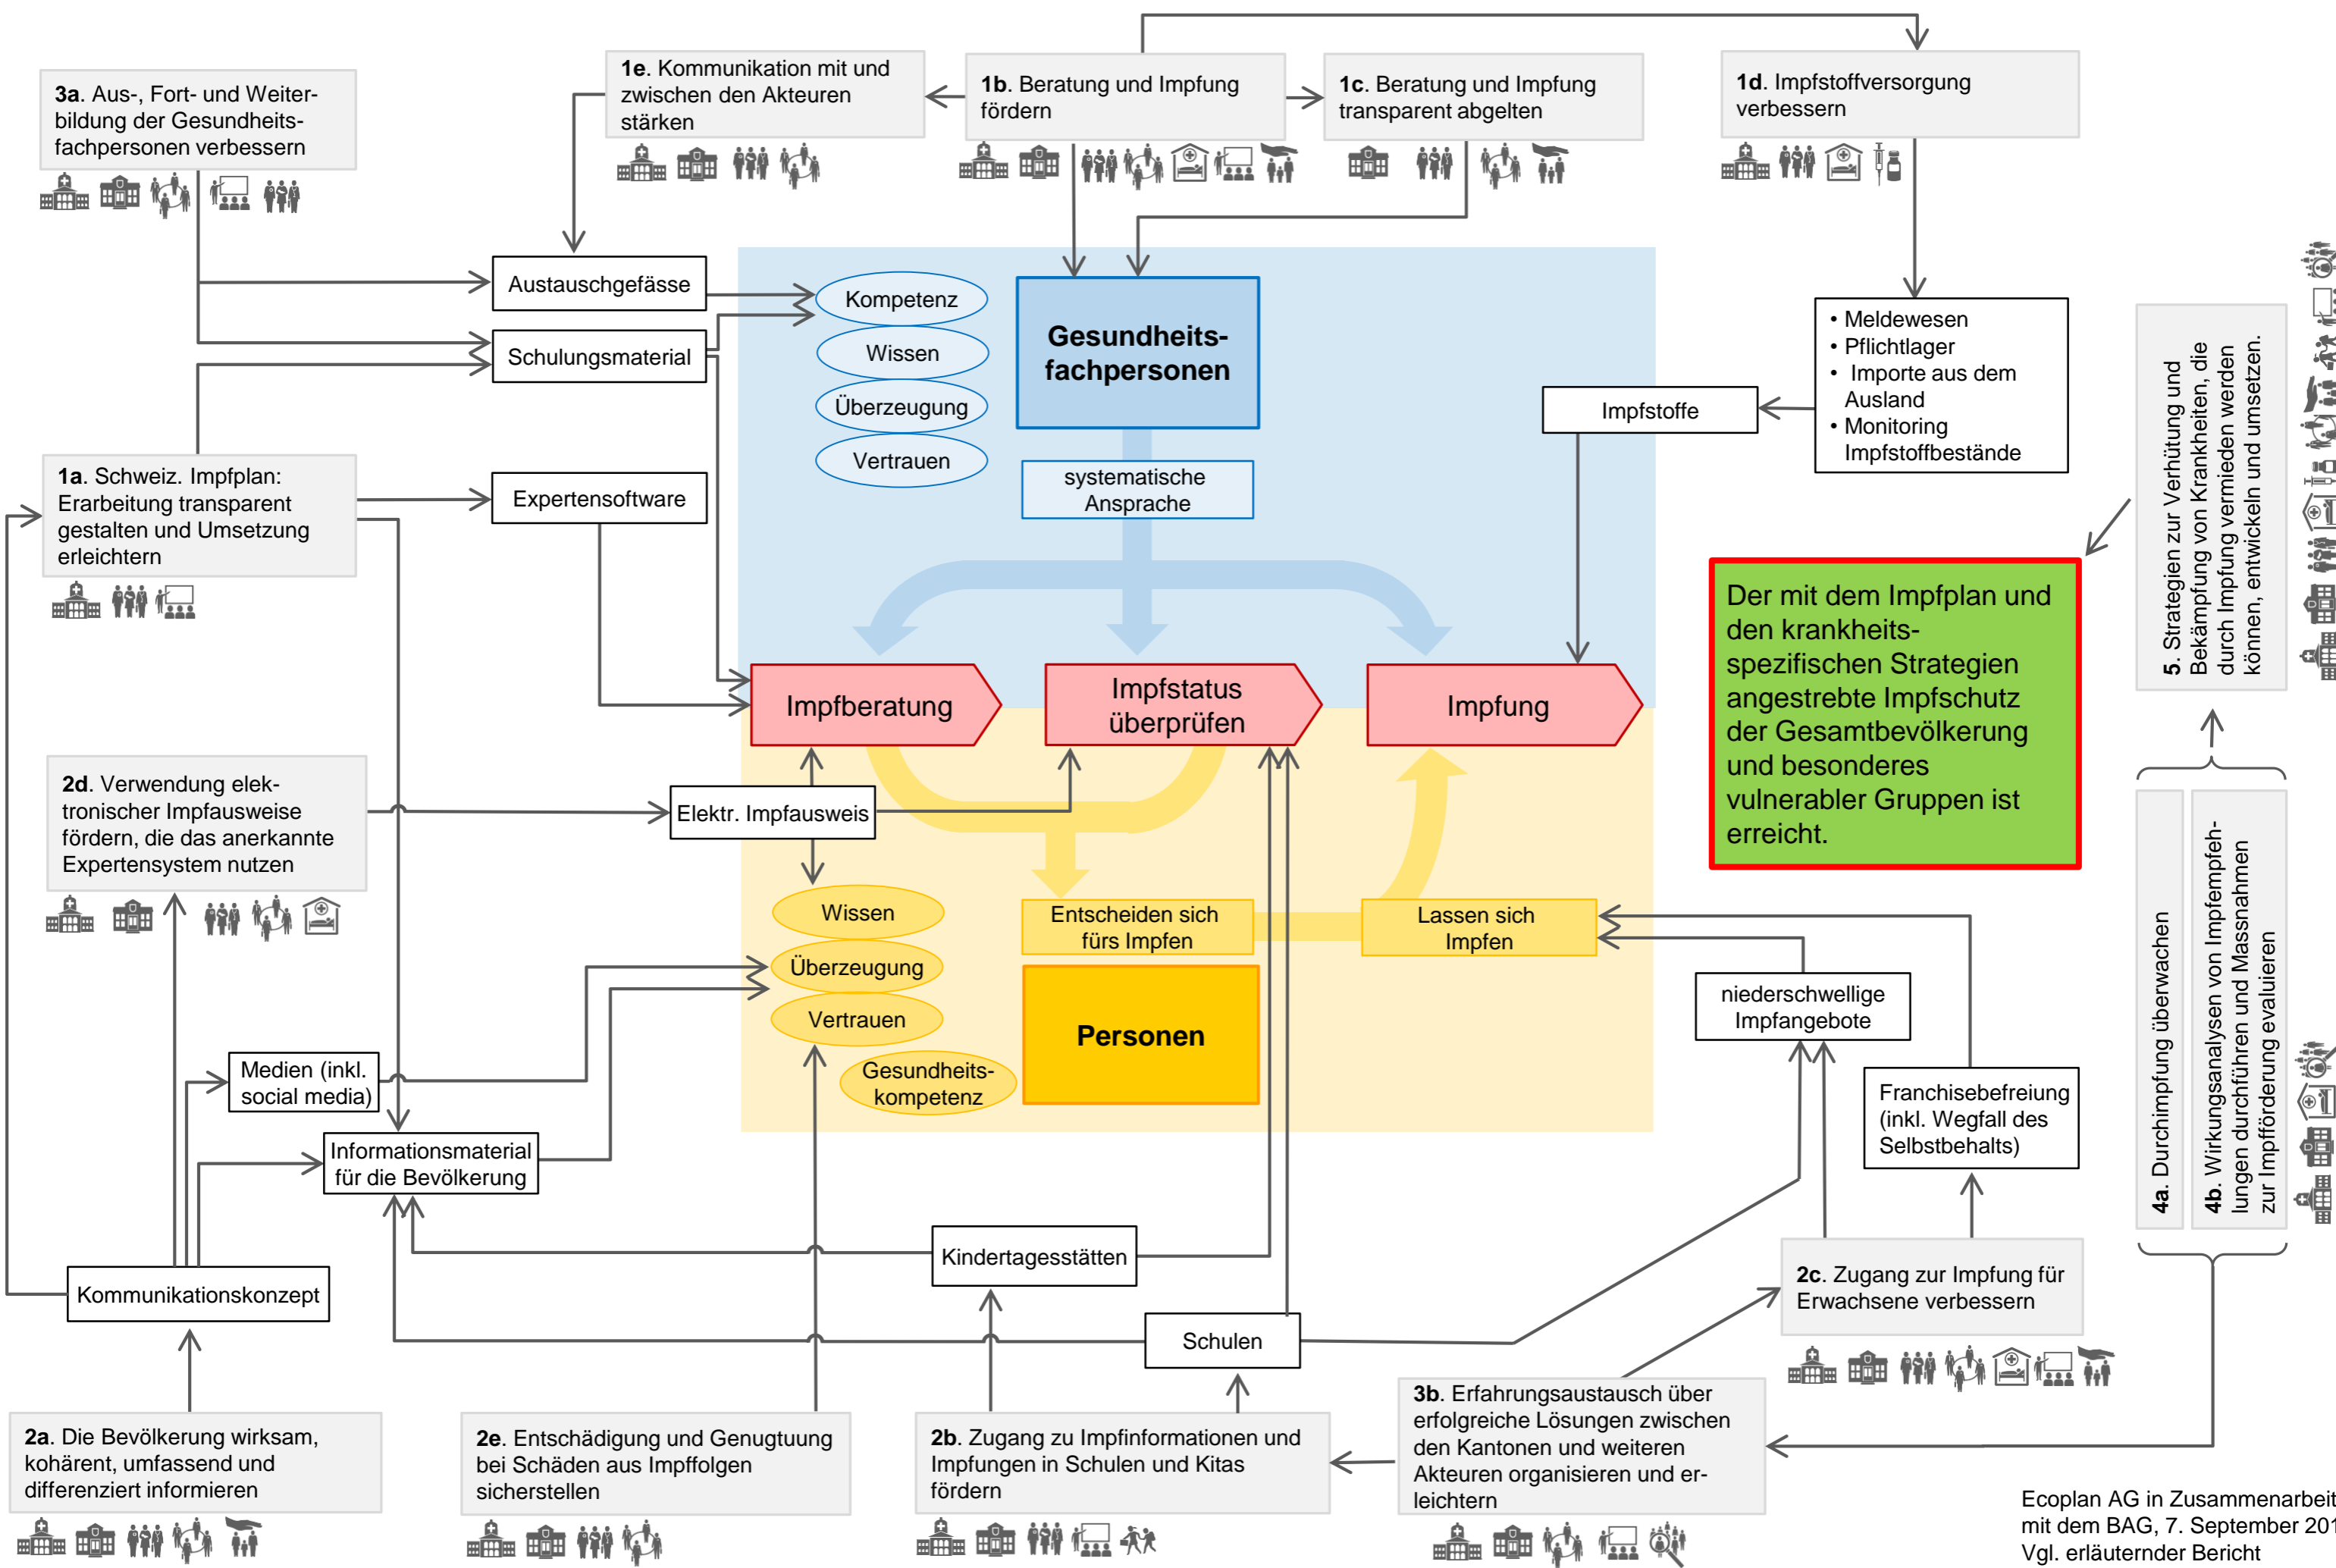 3a. Aus-, Fort- und Weiter-
bildung der Gesundheits-
fachpersonen verbessern
1e. Kommunikation mit und
zwischen den Akteuren
stärken
1b. Beratung und Impfung
fördern
1c. Beratung und Impfung
transparent abgelten
1d. Impfstoffversorgung
verbessern
Austauschgefässe
Schulungsmaterial
Kompetenz
Wissen
Überzeugung
Vertrauen
Gesundheits-
fachpersonen
systematische
Ansprache
Impfstoffe
• Meldewesen
• Pflichtlager
• Importe aus dem
Ausland
• Monitoring
Impfstoffbestände
5. Strategien zur Verhütung und
Bekämpfung von Krankheiten, die
durch Impfung vermieden werden
können, entwickeln und umsetzen.
1a. Schweiz. Impfplan:
Erarbeitung transparent
gestalten und Umsetzung
erleichtern
Expertensoftware
Impfberatung
Impfstatus
überprüfen
Impfung
Der mit dem Impfplan und
den krankheits-
spezifischen Strategien
angestrebte Impfschutz
der Gesamtbevölkerung
und besonderes
vulnerabler Gruppen ist
erreicht.
2d. Verwendung elek-
tronischer Impfausweise
fördern, die das anerkannte
Expertensystem nutzen
Elektr. Impfausweis
Wissen
Überzeugung
Vertrauen
Gesundheits-
kompetenz
Entscheiden sich
fürs Impfen
Lassen sich
Impfen
Personen
niederschwellige
Impfangebote
Franchisebefreiung
(inkl. Wegfall des
Selbstbehalts)
4a. Durchimpfung überwachen
4b. Wirkungsanalysen von Impfempfeh-
lungen durchführen und Massnahmen
zur Impfförderung evaluieren
Medien (inkl.
social media)
Informationsmaterial
für die Bevölkerung
Kindertagesstätten
Schulen
Kommunikationskonzept
2c. Zugang zur Impfung für
Erwachsene verbessern
2a. Die Bevölkerung wirksam,
kohärent, umfassend und
differenziert informieren
2e. Entschädigung und Genugtuung
bei Schäden aus Impffolgen
sicherstellen
2b. Zugang zu Impfinformationen und
Impfungen in Schulen und Kitas
fördern
3b. Erfahrungsaustausch über
erfolgreiche Lösungen zwischen
den Kantonen und weiteren
Akteuren organisieren und er-
leichtern
Ecoplan AG in Zusammenarbeit
mit dem BAG, 7. September
Vgl. erläuternder Bericht